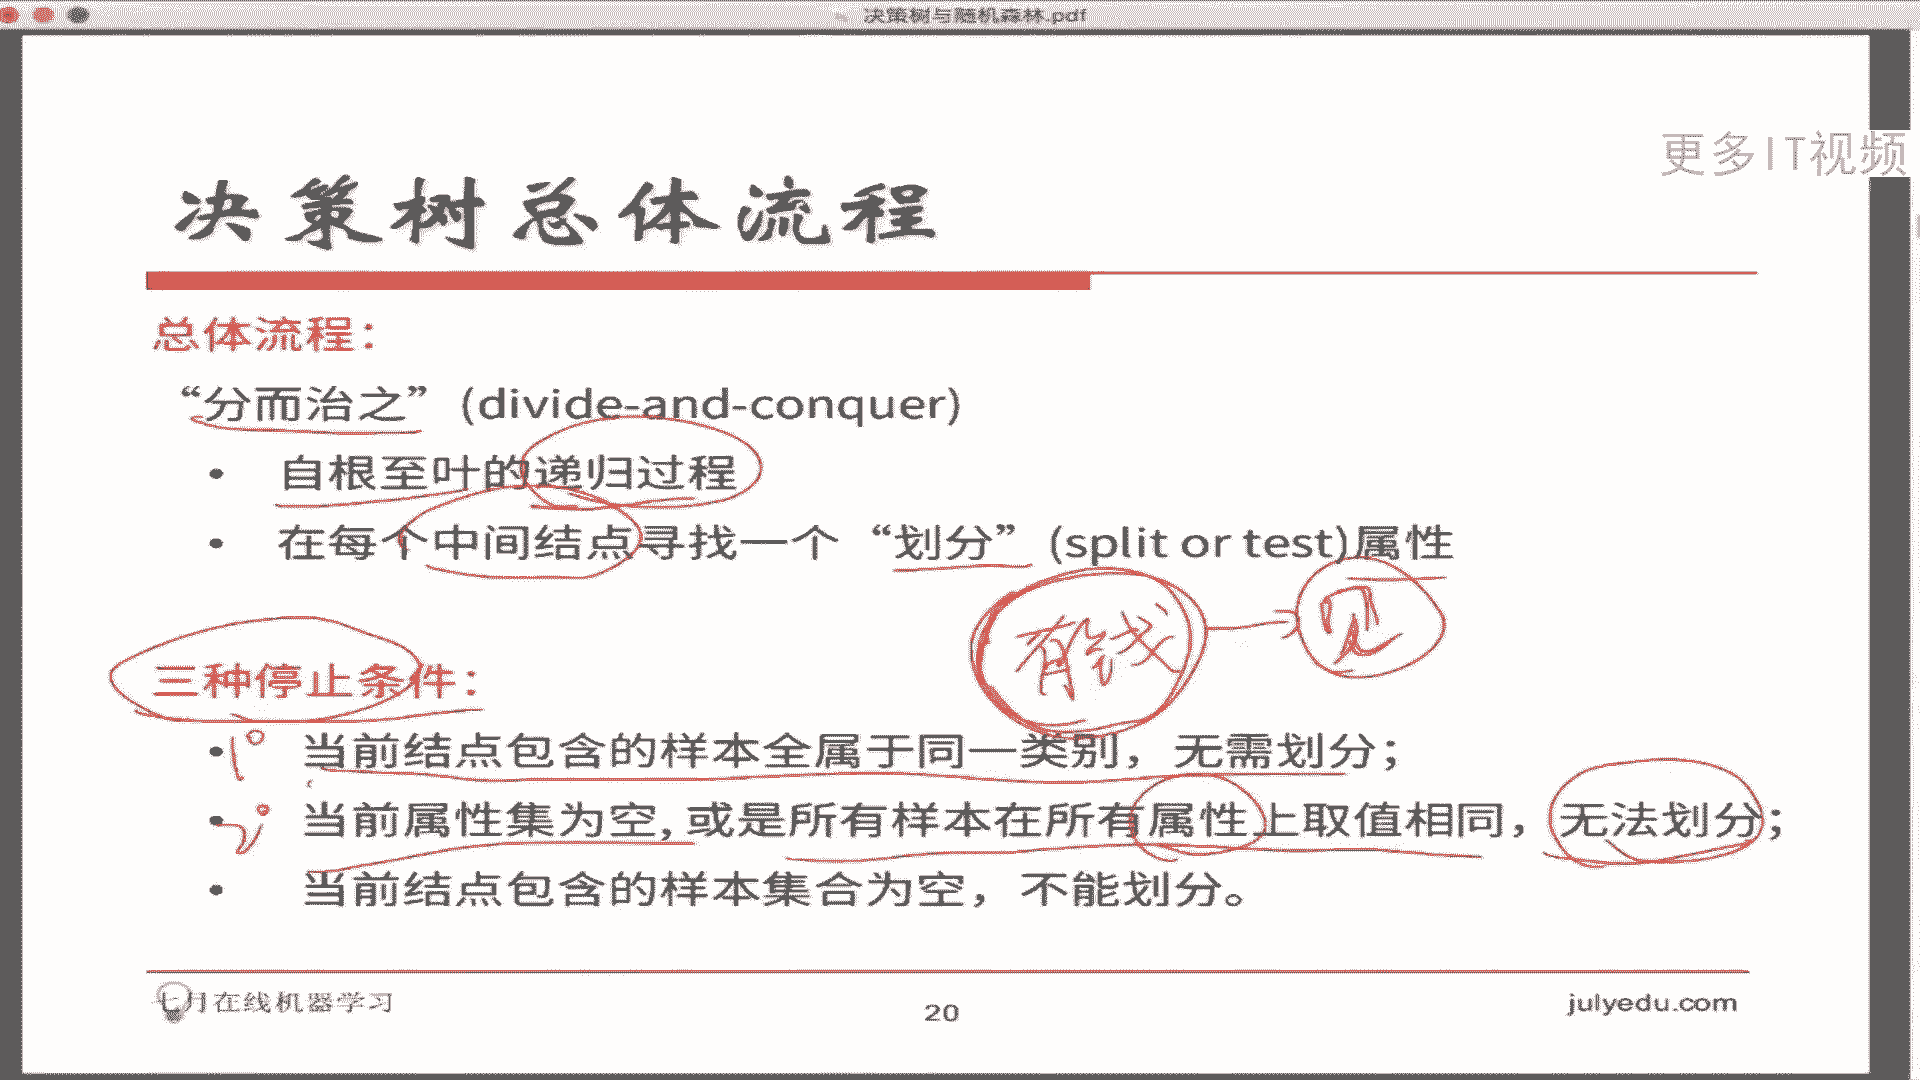 决策树与随机森林.pdf
更多IT视频
决策树总体流程
总体流程：
“分而治之”(divide-and-conquer)
• 自根至叶的递归过程
• 在每个中间结点寻找一个“划分”(split or test)属性
有钱 → 见
三种停止条件：
1° • 当前结点包含的样本全属于同一类别，无需划分；
2° • 当前属性集为空, 或是所有样本在所有属性上取值相同，无法划分；
• 当前结点包含的样本集合为空，不能划分。
七月在线机器学习
20
julyedu.com